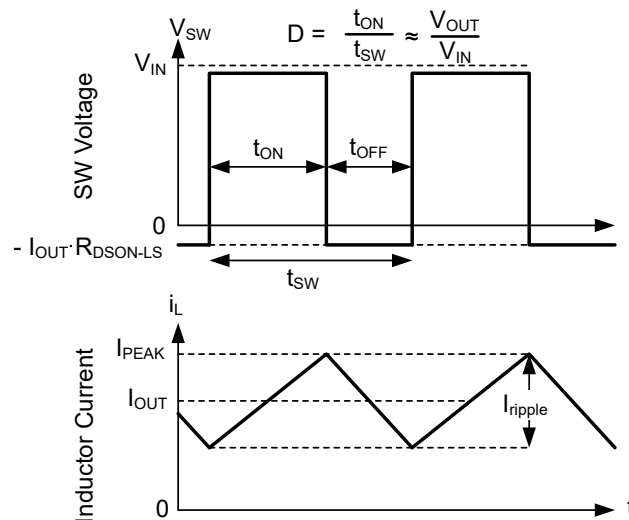 V_SW
D = t_ON / t_SW ≈ V_OUT / V_IN
V_IN
SW Voltage
t_ON
t_OFF
0
- I_OUT·R_DSON-LS
t_SW
i_L
I_PEAK
Inductor Current
I_OUT
I_ripple
0
t